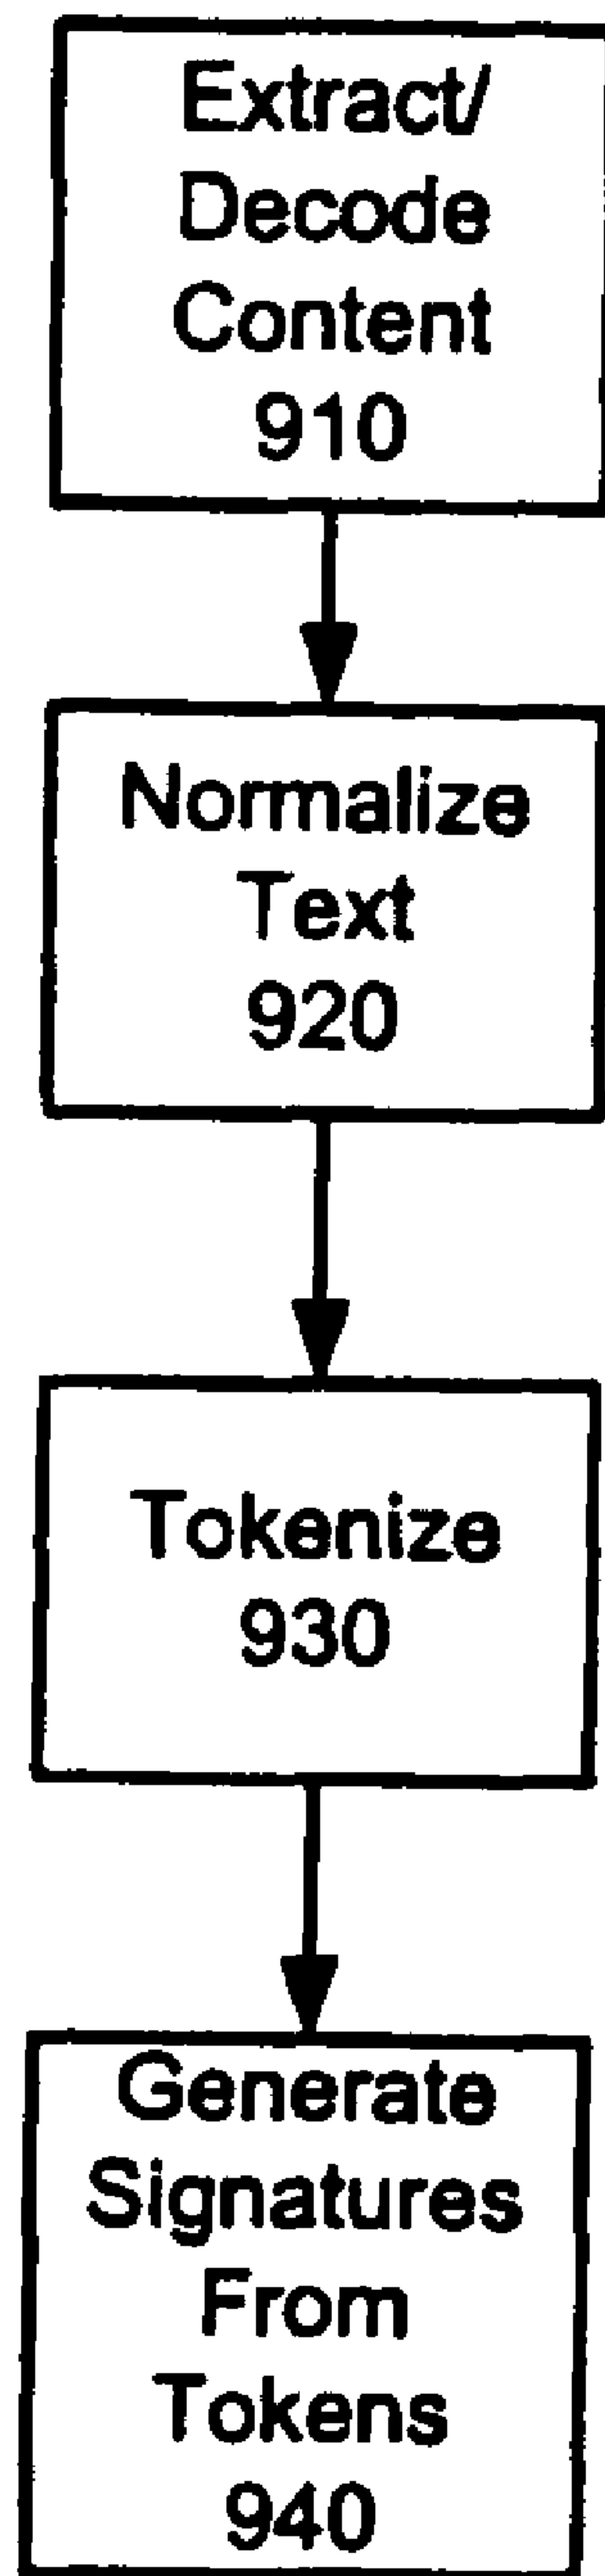 Extract/
Decode
Content
910
Normalize
Text
920
Tokenize
930
Generate
Signatures
From
Tokens
940